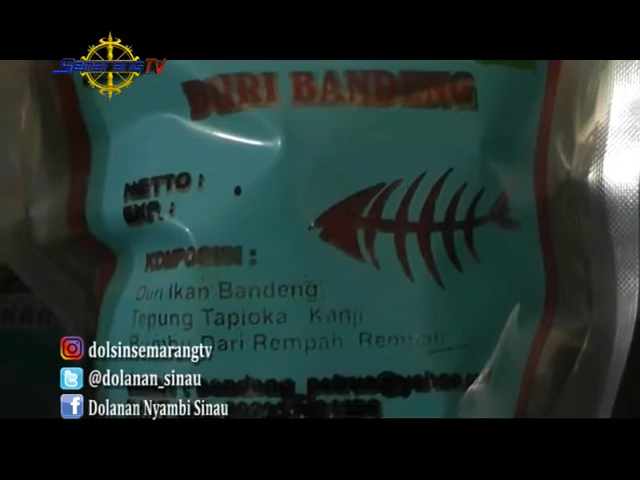 SemarangTV
DURI BANDENG
NETTO :
EXP. :
KOMPOSISI :
Duri Ikan Bandeng
Tepung Tapioka Kanji
Bumbu Dari Rempah Rempah
dolsinsemarangtv
@dolanan_sinau
Dolanan Nyambi Sinau